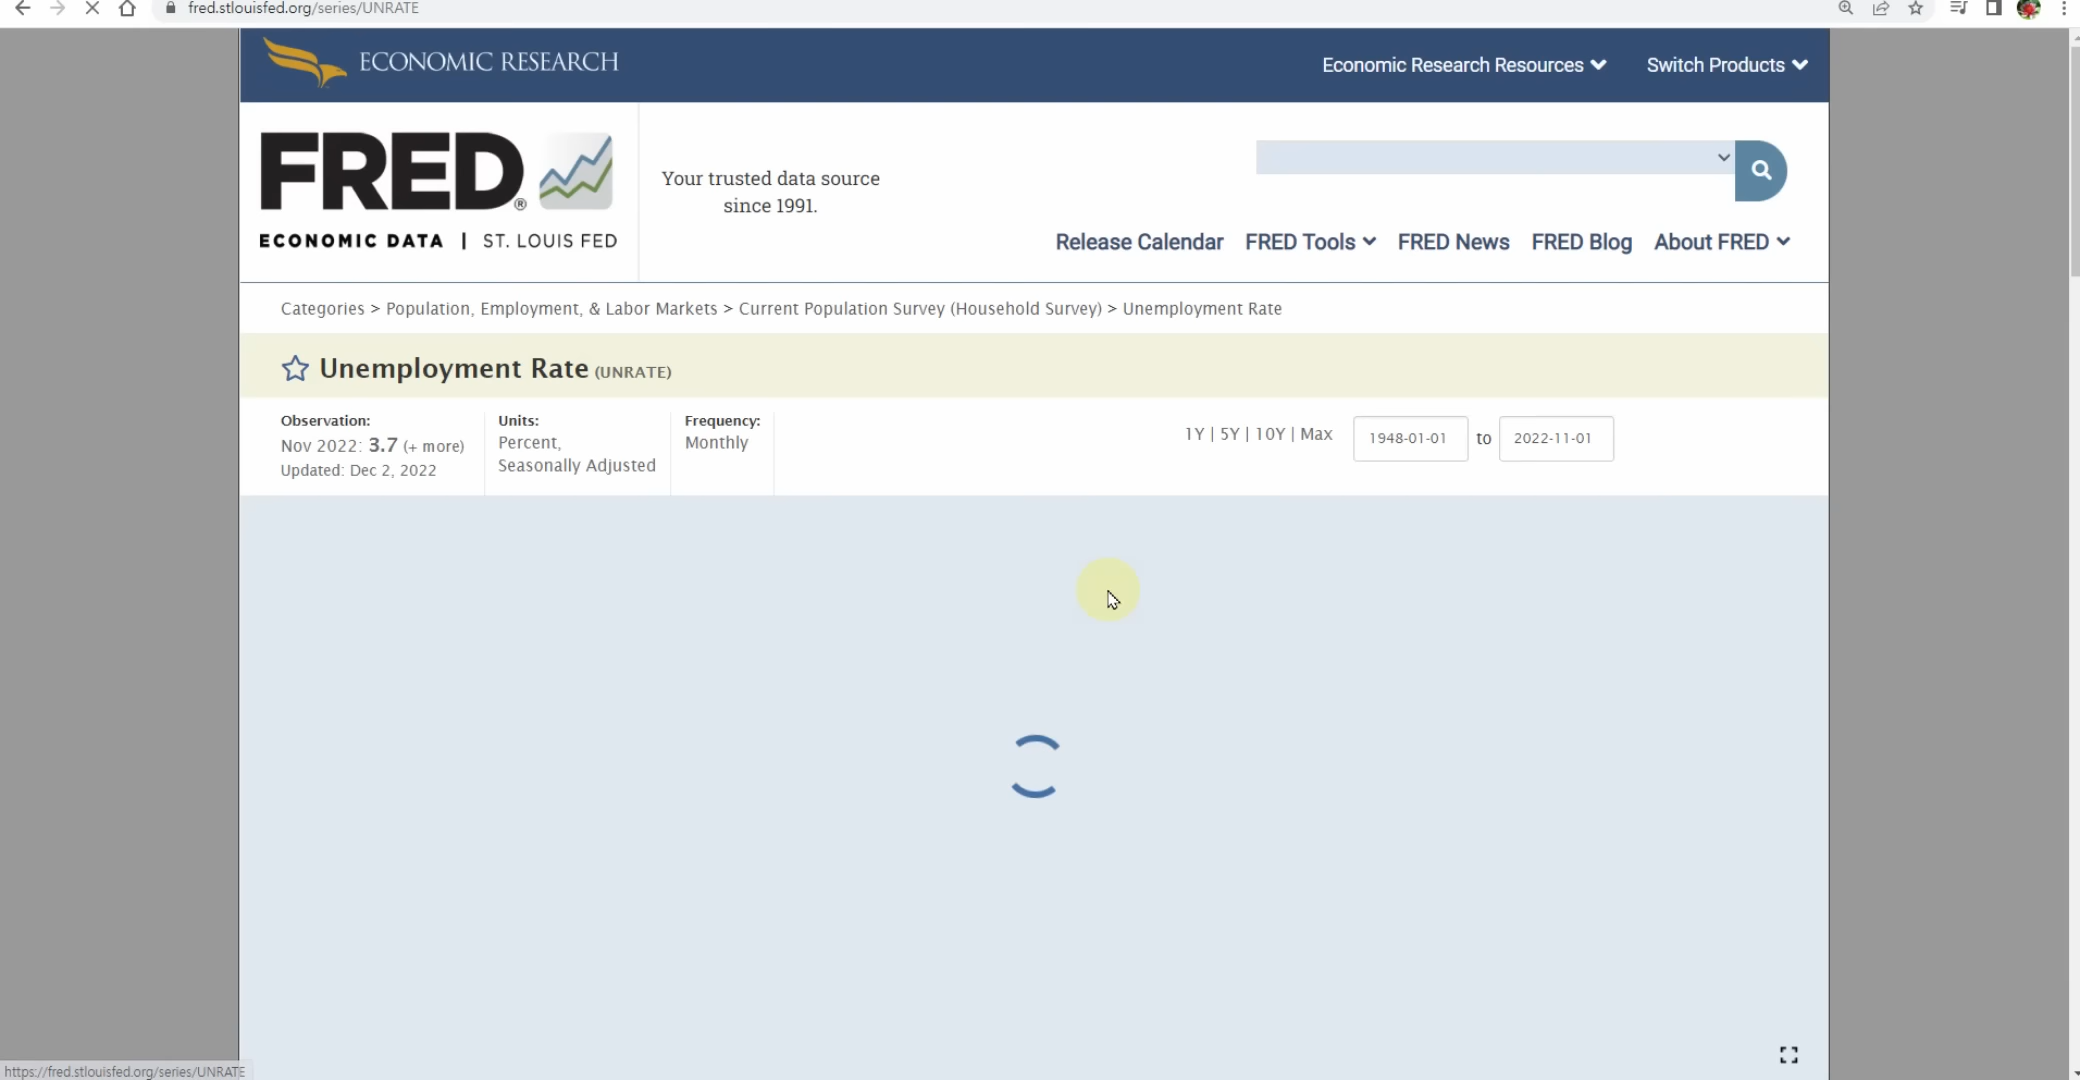 fred.stlouisfed.org/series/UNRATE
ECONOMIC RESEARCH
Economic Research Resources
Switch Products
FRED®
ECONOMIC DATA | ST. LOUIS FED
Your trusted data source
since 1991.
Release Calendar
FRED Tools
FRED News
FRED Blog
About FRED
Categories > Population, Employment, & Labor Markets > Current Population Survey (Household Survey) > Unemployment Rate
Unemployment Rate (UNRATE)
Observation:
Nov 2022: 3.7 (+ more)
Updated: Dec 2, 2022
Units:
Percent,
Seasonally Adjusted
Frequency:
Monthly
1Y | 5Y | 10Y | Max
1948-01-01 to 2022-11-01
https://fred.stlouisfed.org/series/UNRATE